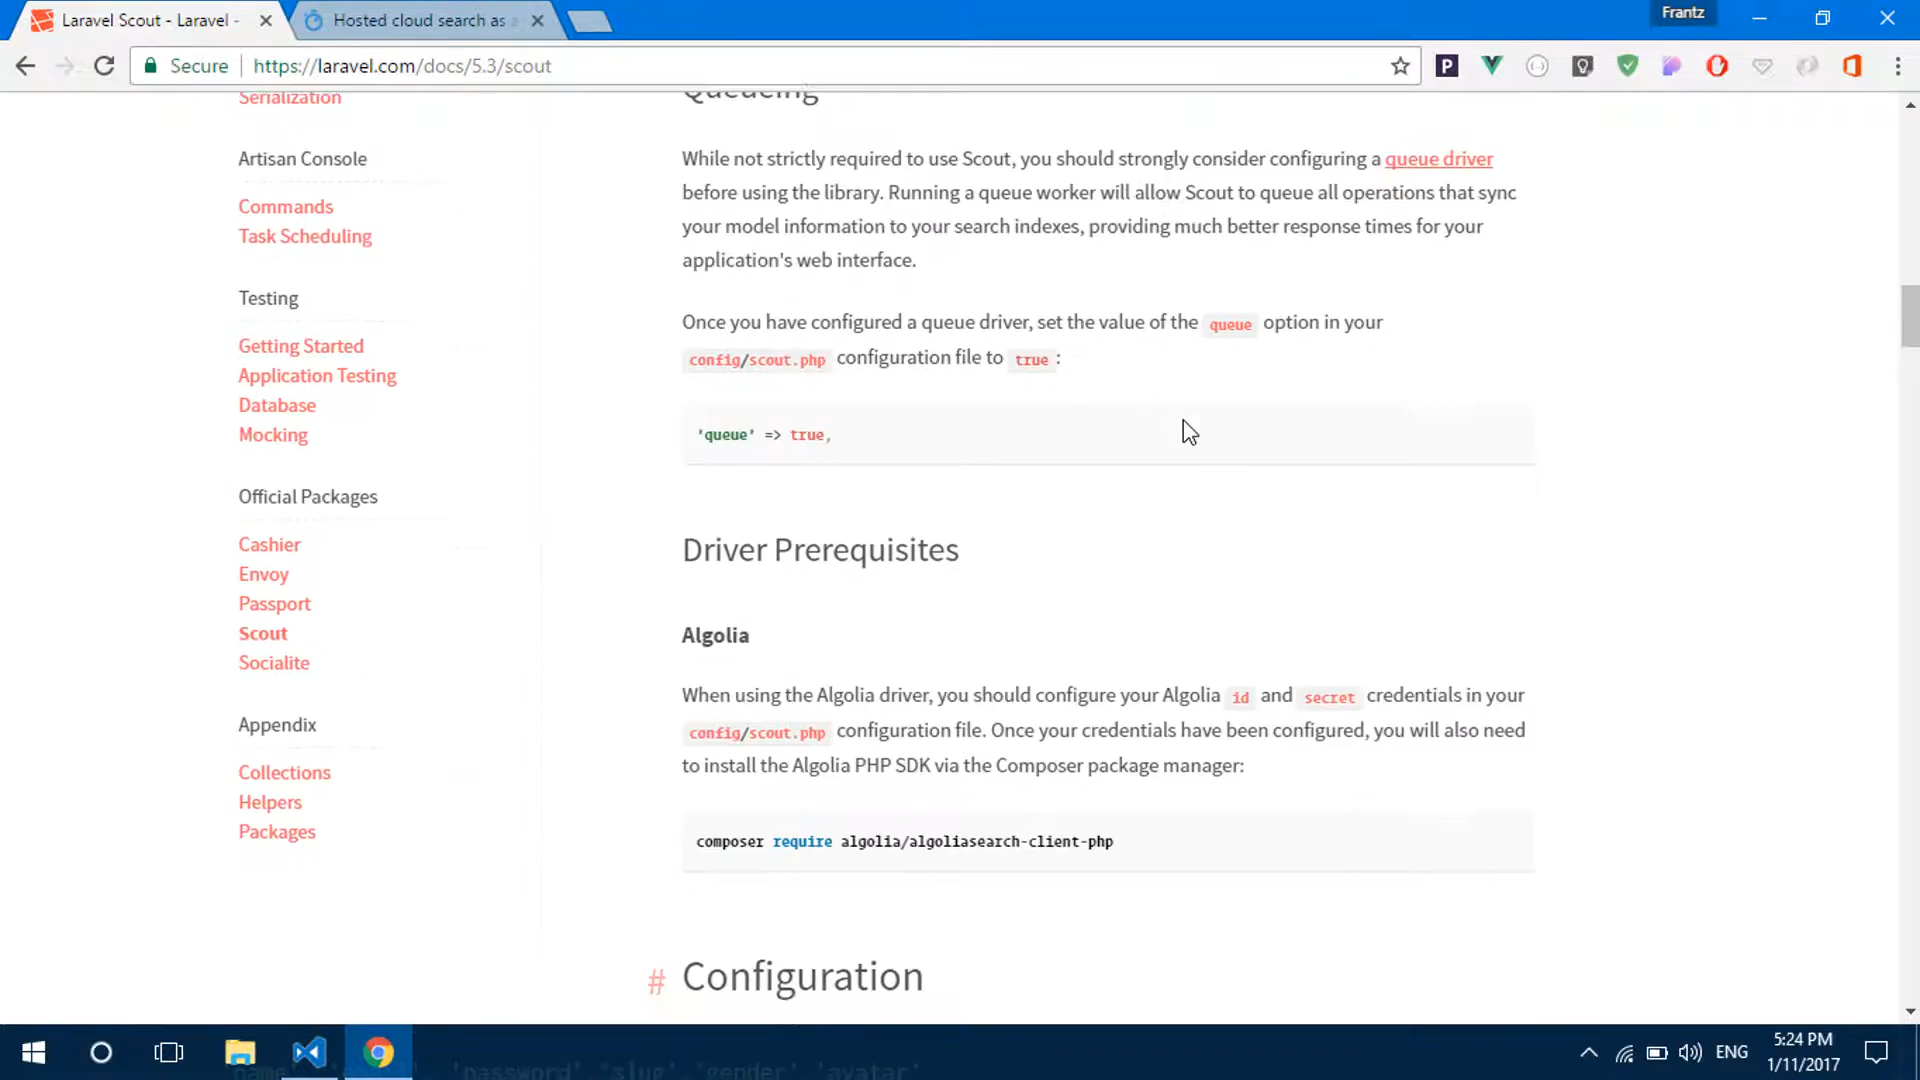 Laravel Scout - Laravel -
Hosted cloud search as a
Frantz
Secure
https://laravel.com/docs/5.3/scout
Serialization
Artisan Console
Commands
Task Scheduling
Testing
Getting Started
Application Testing
Database
Mocking
Official Packages
Cashier
Envoy
Passport
Scout
Socialite
Appendix
Collections
Helpers
Packages
Queueing
While not strictly required to use Scout, you should strongly consider configuring a queue driver
before using the library. Running a queue worker will allow Scout to queue all operations that sync
your model information to your search indexes, providing much better response times for your
application's web interface.
Once you have configured a queue driver, set the value of the queue option in your
config/scout.php configuration file to true :
'queue' => true,
Driver Prerequisites
Algolia
When using the Algolia driver, you should configure your Algolia id and secret credentials in your
config/scout.php configuration file. Once your credentials have been configured, you will also need
to install the Algolia PHP SDK via the Composer package manager:
composer require algolia/algoliasearch-client-php
# Configuration
ENG
5:24 PM
1/11/2017
'password' 'slug' 'gender' 'avatar'